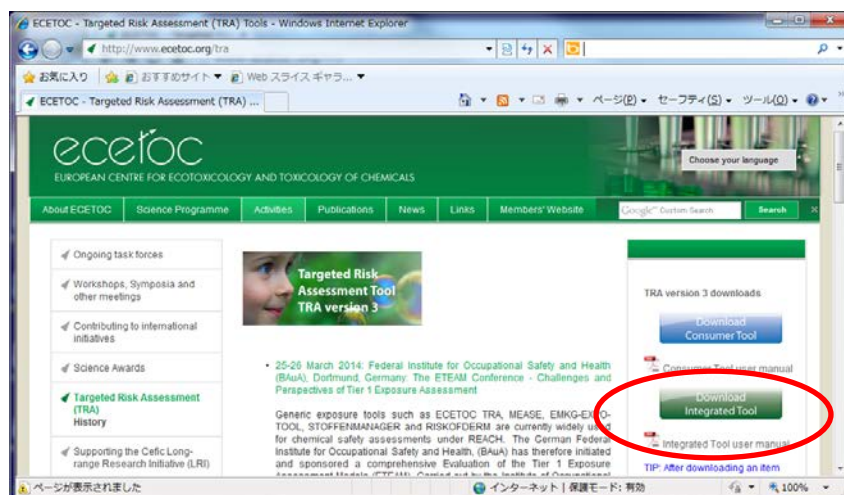 ECETOC - Targeted Risk Assessment (TRA) Tools - Windows Internet Explorer
http://www.ecetoc.org/tra
お気に入り
おすすめサイト
Web スライス ギャラ...
ECETOC - Targeted Risk Assessment (TRA) ...
ページ(P)
セーフティ(S)
ツール(O)
ecetoc
EUROPEAN CENTRE FOR ECOTOXICOLOGY AND TOXICOLOGY OF CHEMICALS
Choose your language
About ECETOC
Science Programme
Activities
Publications
News
Links
Members' Website
Google™ Custom Search
Search
Ongoing task forces
Workshops, Symposia and
other meetings
Contributing to international
initiatives
Science Awards
Targeted Risk Assessment
(TRA)
History
Supporting the Cefic Long-
range Research Initiative (LRI)
Targeted Risk
Assessment Tool
TRA version 3
• 25-26 March 2014: Federal Institute for Occupational Safety and Health
(BAuA), Dortmund, Germany: The ETEAM Conference - Challenges and
Perspectives of Tier 1 Exposure Assessment
Generic exposure tools such as ECETOC TRA, MEASE, EMKG-EXPO-
TOOL, STOFFENMANAGER and RISKOFDERM are currently widely used
for chemical safety assessments under REACH. The German Federal
Institute for Occupational Safety and Health, (BAuA) has therefore initiated
and sponsored a comprehensive Evaluation of the Tier 1 Exposure
TRA version 3 downloads
Download
Consumer Tool
Consumer Tool user manual
Download
Integrated Tool
Integrated Tool user manual
TIP: After downloading an item
ページが表示されました
インターネット | 保護モード: 有効
100%